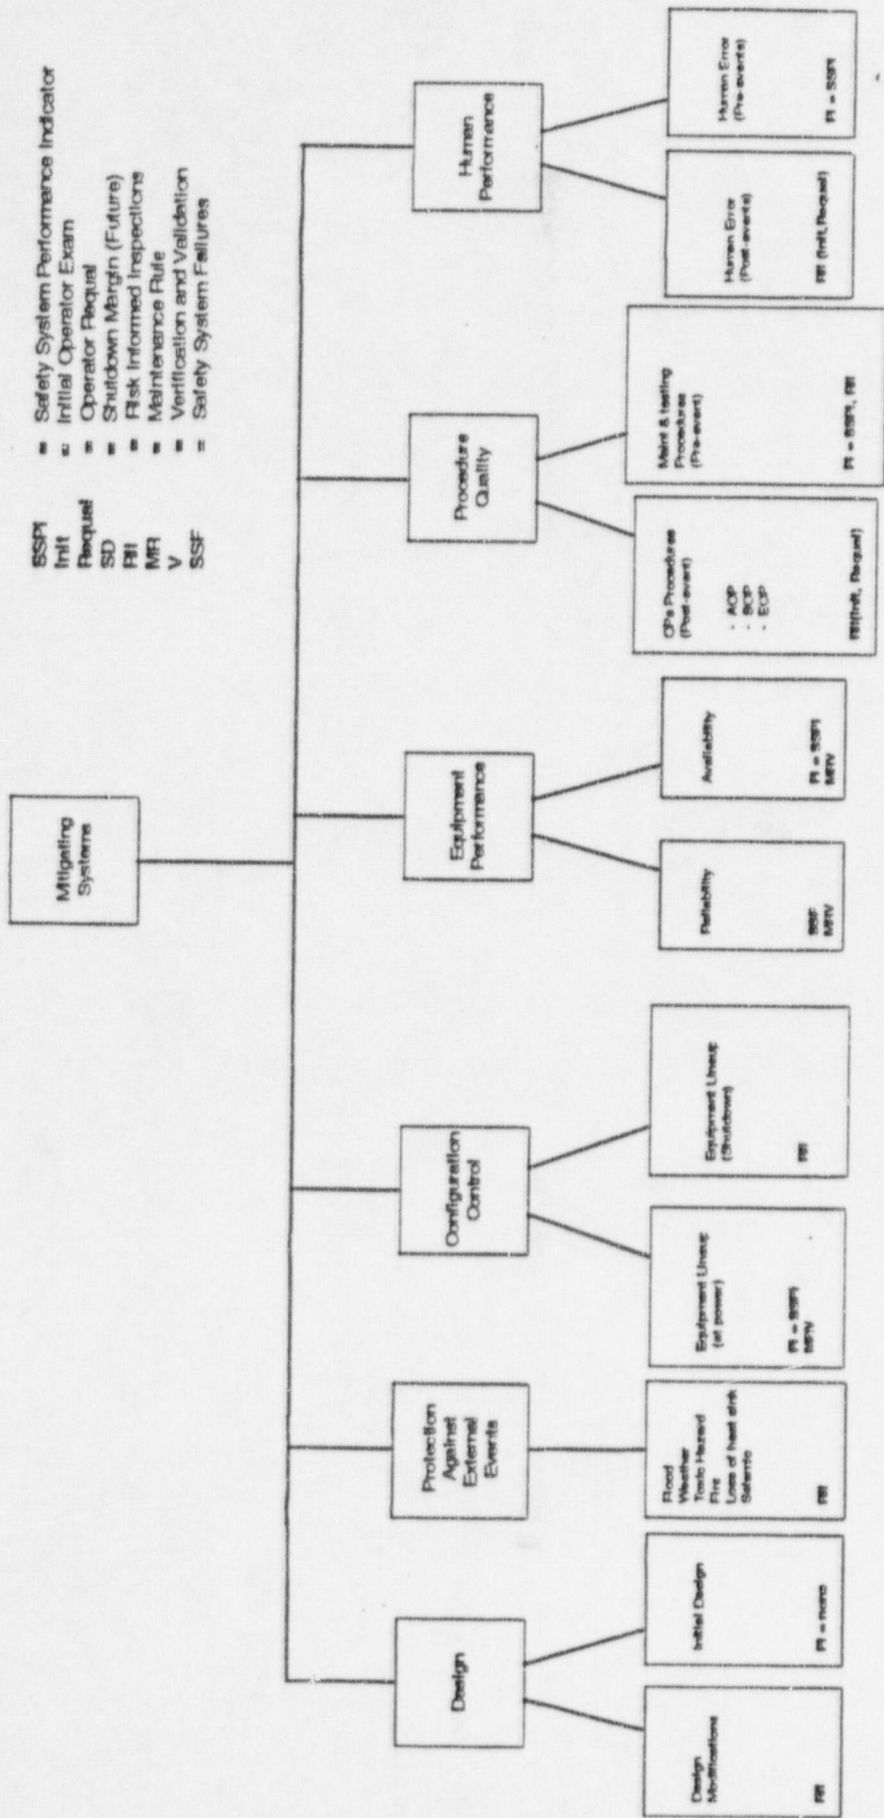 Mitigating
Systems
SSPI = Safety System Performance Indicator
Init = Initial Operator Exam
Requal = Operator Requal
SD = Shutdown Margin (Future)
RII = Risk Informed Inspections
MR = Maintenance Rule
V = Verification and Validation
SSF = Safety System Failures
Design
Protection
Against
External
Events
Configuration
Control
Equipment
Performance
Procedure
Quality
Human
Performance
Design
Modifications
RII
Initial Design
PI = none
Flood
Weather
Toxic Hazard
Fire
Loss of heat sink
Seismic
RII
Equipment Lineup
(at power)
PI = SSPI
MR/V
Equipment Lineup
(Shutdown)
RII
Reliability
SSF
MR/V
Availability
PI = SSPI
MR/V
OPs Procedures
(Post-event)
- AOP
- SOP
- EOP
RII(Init, Requal)
Maint & testing
Procedures
(Pre-event)
PI = SSPI, RII
Human Error
(Post-events)
RII (Init, Requal)
Human Error
(Pre-events)
PI = SSPI